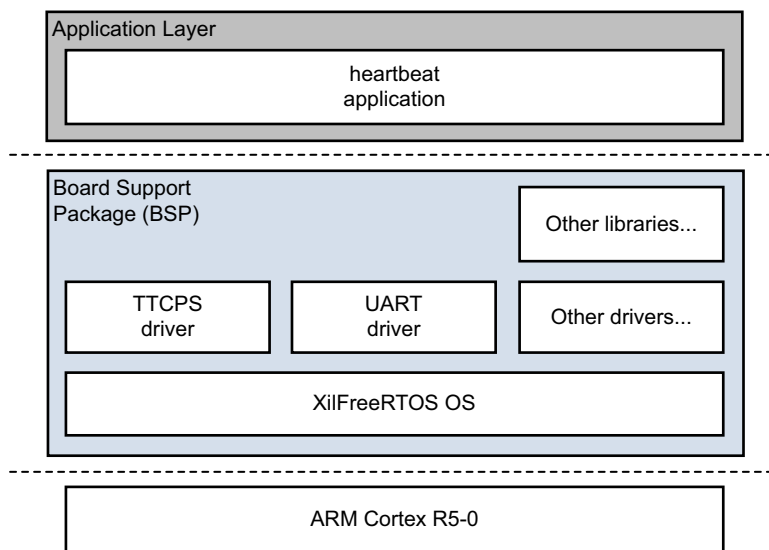 Application Layer
heartbeat
application
Board Support
Package (BSP)
Other libraries...
TTCPS
driver
UART
driver
Other drivers...
XilFreeRTOS OS
ARM Cortex R5-0